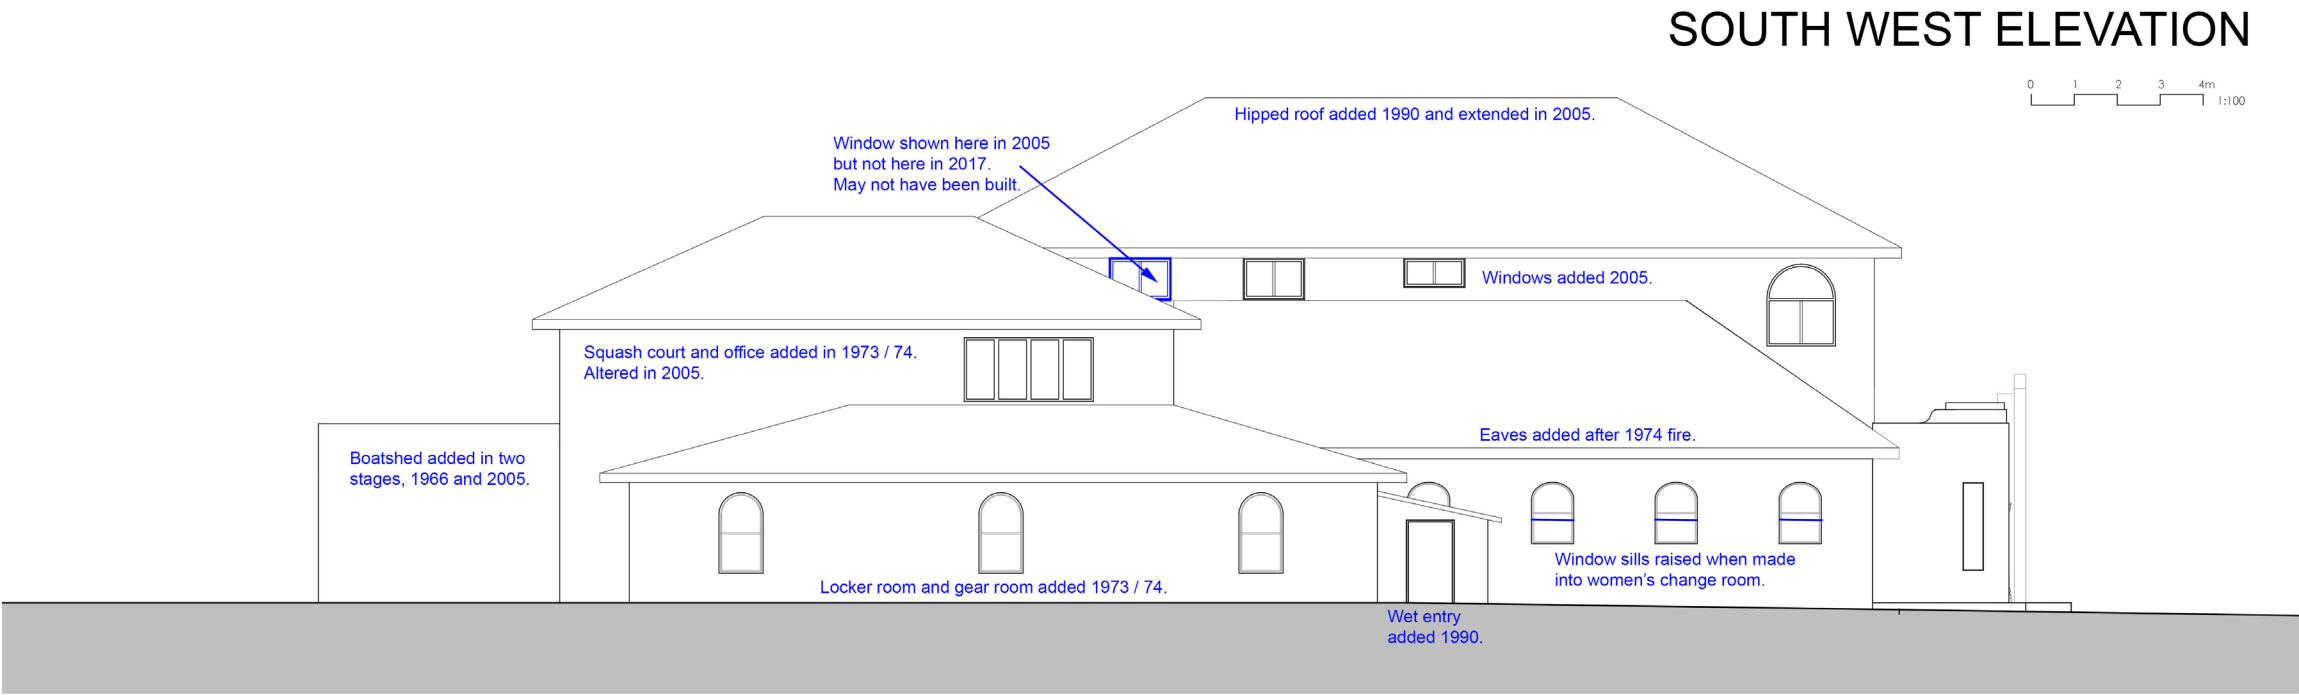 SOUTH WEST ELEVATION
0 1 2 3 4m
1:100
Hipped roof added 1990 and extended in 2005.
Window shown here in 2005
but not here in 2017.
May not have been built.
Windows added 2005.
Squash court and office added in 1973 / 74.
Altered in 2005.
Eaves added after 1974 fire.
Boatshed added in two
stages, 1966 and 2005.
Window sills raised when made
into women’s change room.
Locker room and gear room added 1973 / 74.
Wet entry
added 1990.